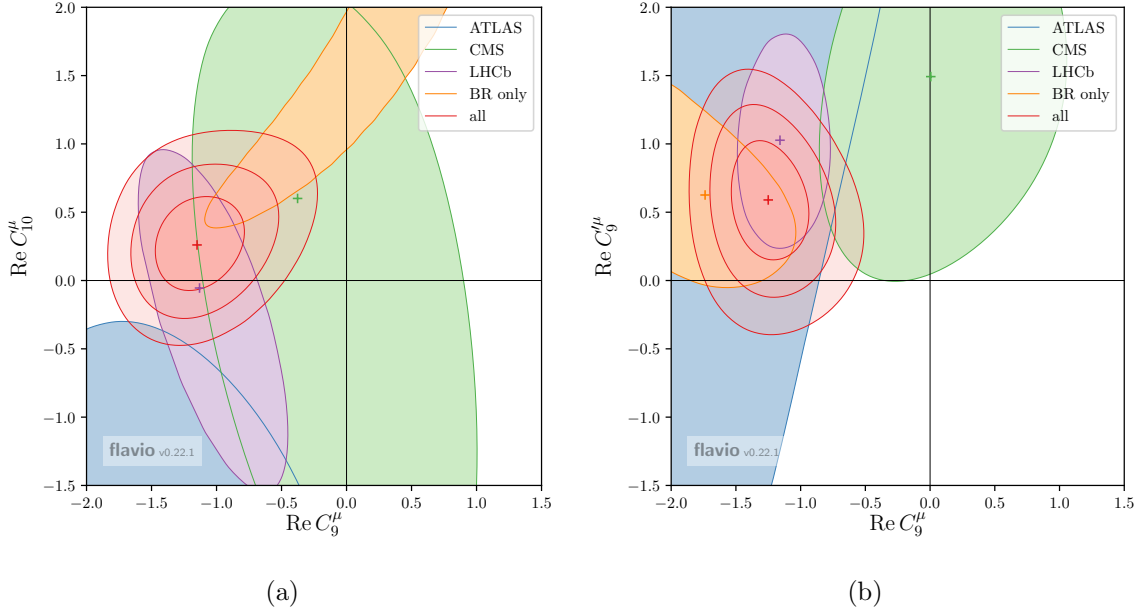 2.0
1.5
1.0
0.5
0.0
−0.5
−1.0
−1.5
Re C₁₀^μ
−2.0 −1.5 −1.0 −0.5 0.0 0.5 1.0 1.5
Re C₉^μ
ATLAS
CMS
LHCb
BR only
all
flavio v0.22.1
(a)
2.0
1.5
1.0
0.5
0.0
−0.5
−1.0
−1.5
Re C₉^′μ
−2.0 −1.5 −1.0 −0.5 0.0 0.5 1.0 1.5
Re C₉^μ
ATLAS
CMS
LHCb
BR only
all
flavio v0.22.1
(b)